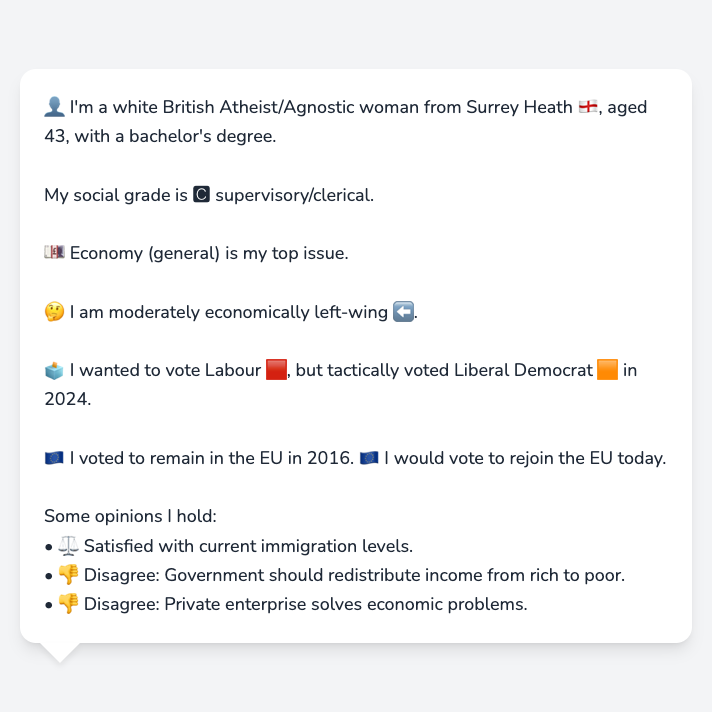 👤 I'm a white British Atheist/Agnostic woman from Surrey Heath 🏴󠁧󠁢󠁥󠁮󠁧󠁿, aged
43, with a bachelor's degree.
My social grade is 🅲 supervisory/clerical.
💷 Economy (general) is my top issue.
🤔 I am moderately economically left-wing ⬅️.
🗳️ I wanted to vote Labour 🟥, but tactically voted Liberal Democrat 🟧 in
2024.
🇪🇺 I voted to remain in the EU in 2016. 🇪🇺 I would vote to rejoin the EU today.
Some opinions I hold:
• ⚖️ Satisfied with current immigration levels.
• 👎 Disagree: Government should redistribute income from rich to poor.
• 👎 Disagree: Private enterprise solves economic problems.